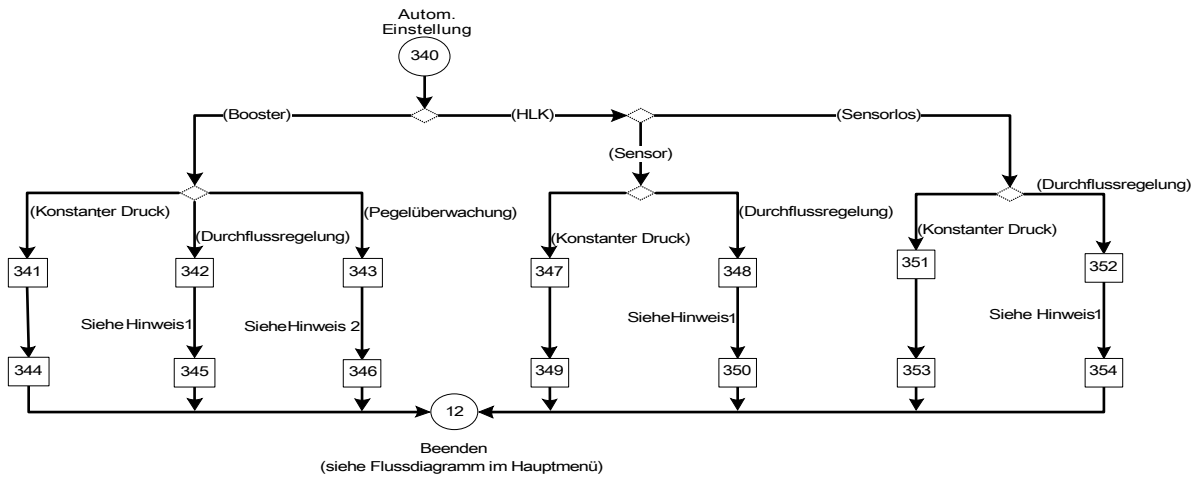 Autom.
Einstellung
340
(Booster)
(HLK)
(Sensorlos)
(Sensor)
(Durchflussregelung)
(Konstanter Druck)
(Pegelüberwachung)
(Durchflussregelung)
(Durchflussregelung)
(Konstanter Druck)
(Konstanter Druck)
341
342
343
347
348
351
352
Siehe Hinweis1
Siehe Hinweis 2
Siehe Hinweis1
Siehe Hinweis1
344
345
346
349
350
353
354
12
Beenden
(siehe Flussdiagramm im Hauptmenü)